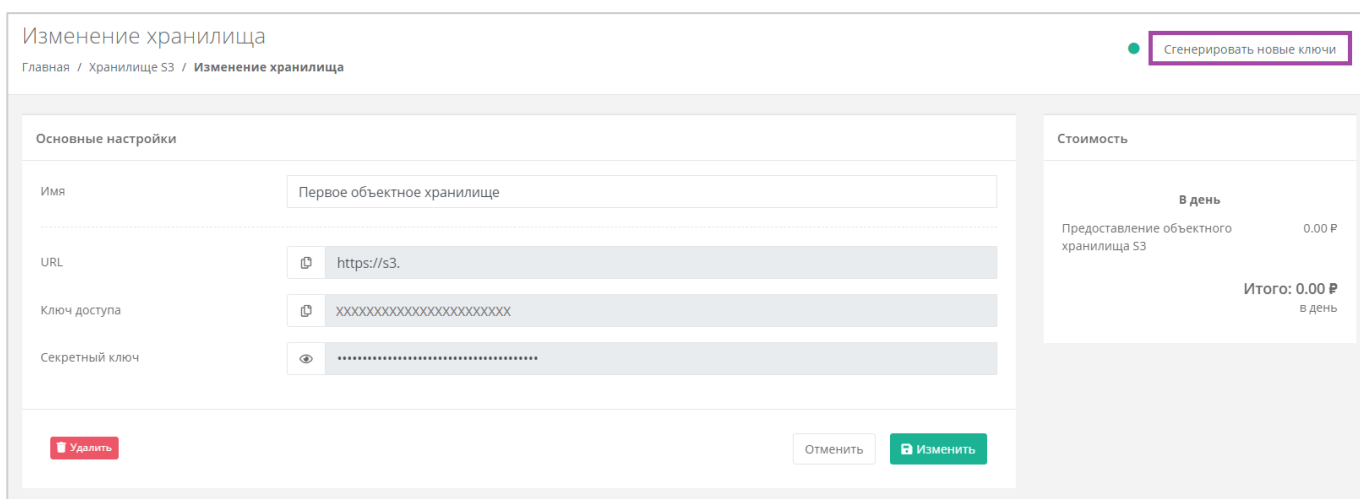 Изменение хранилища
Главная / Хранилище S3 / Изменение хранилища
Сгенерировать новые ключи
Основные настройки
Имя
Первое объектное хранилище
URL
https://s3.
Ключ доступа
XXXXXXXXXXXXXXXXXXXXXXX
Секретный ключ
••••••••••••••••••••••••••••••••••••••••
Удалить
Отменить
Изменить
Стоимость
В день
Предоставление объектного 0.00 ₽
хранилища S3
Итого: 0.00 ₽
в день